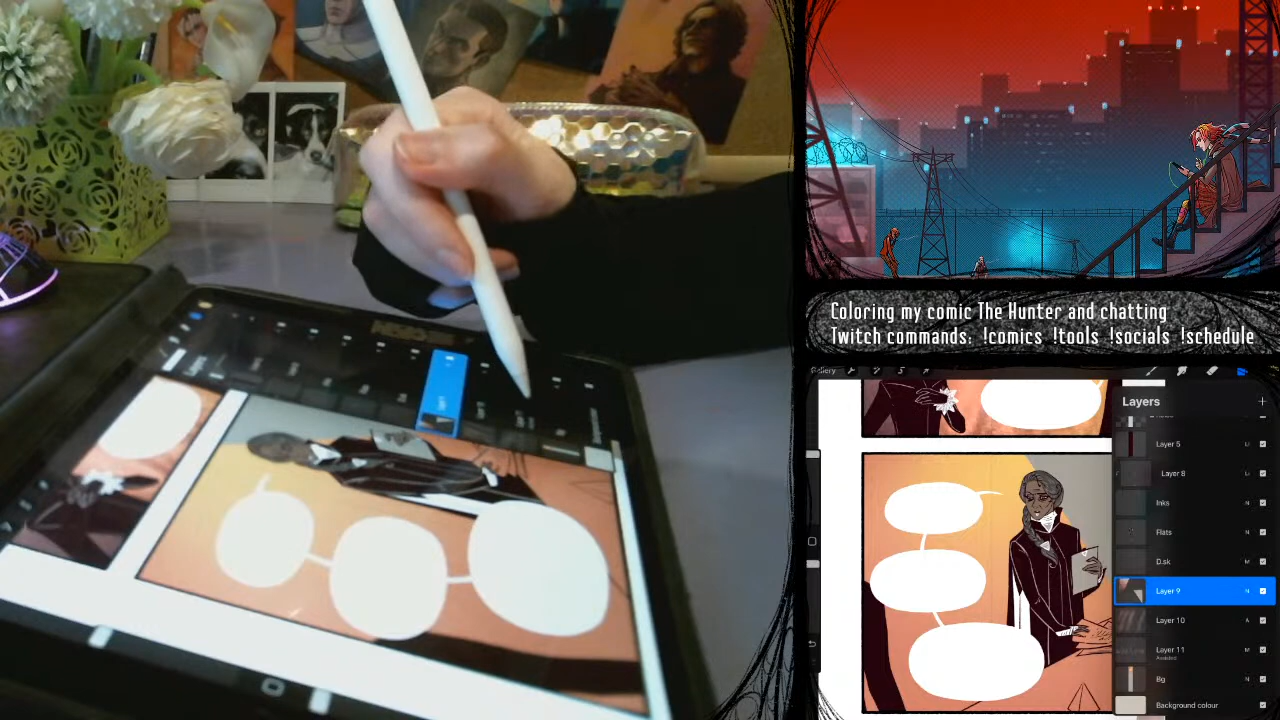 Coloring my comic The Hunter and chatting
Twitch commands: !comics !tools !socials !schedule
Gallery
Layers
Layer 5
Layer 8
Inks
N
Flats
N
D.sk
M
Layer 9
N
Layer 10
A
Layer 11
M
Bg
N
Background colour